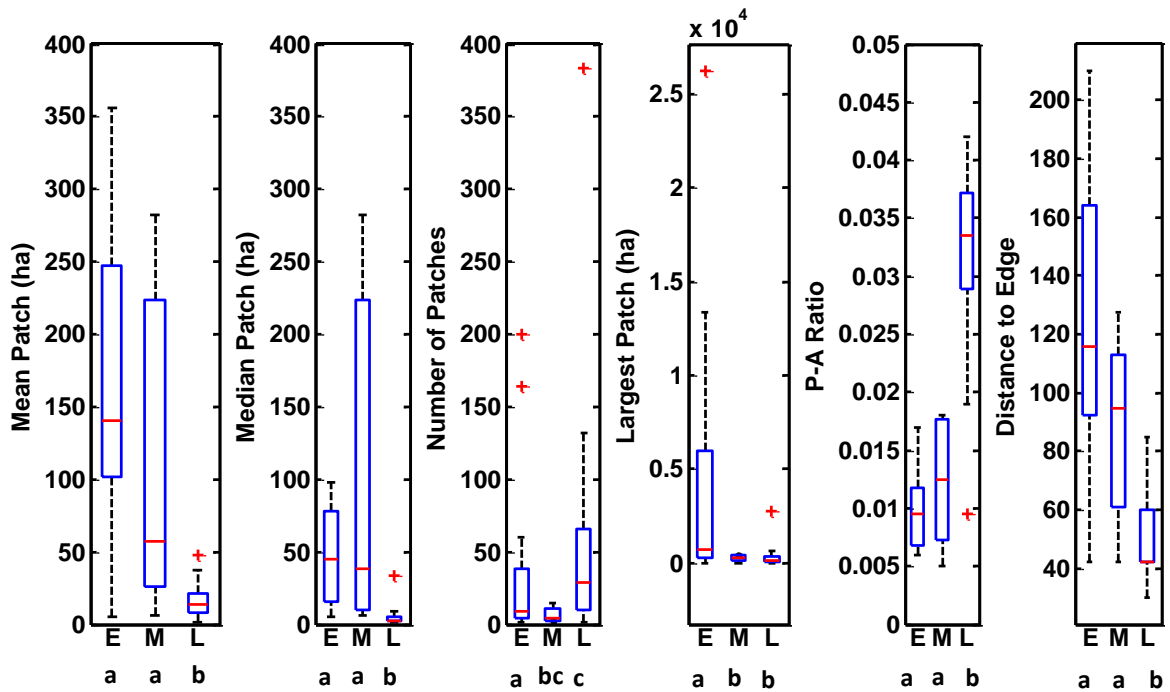 x 10^4
Mean Patch (ha)
400
350
300
250
200
150
100
50
0
E M L
a a b
Median Patch (ha)
400
350
300
250
200
150
100
50
0
E M L
a a b
Number of Patches
400
350
300
250
200
150
100
50
0
E M L
a bc c
Largest Patch (ha)
2.5
2
1.5
1
0.5
0
E M L
a b b
P-A Ratio
0.05
0.045
0.04
0.035
0.03
0.025
0.02
0.015
0.01
0.005
0
E M L
a a b
Distance to Edge
200
180
160
140
120
100
80
60
40
E M L
a a b